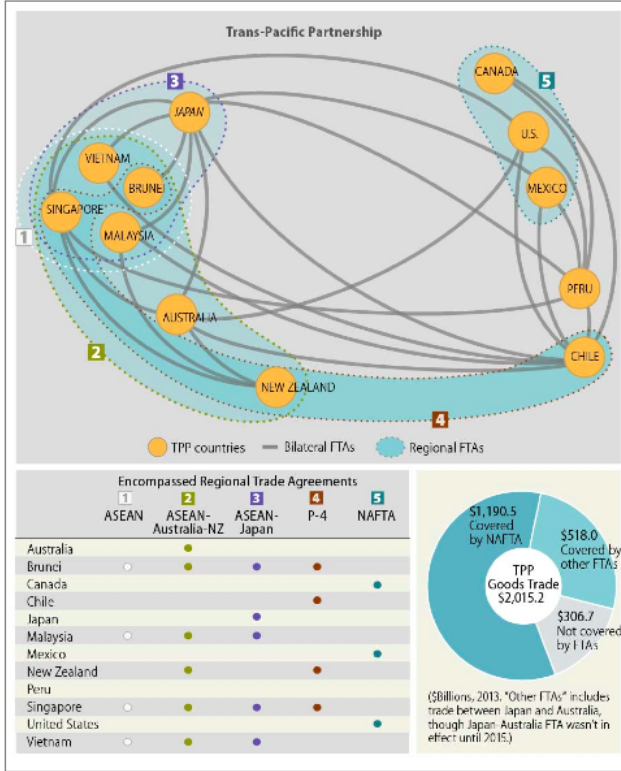 Trans-Pacific Partnership
3
CANADA
5
JAPAN
U.S.
VIETNAM
BRUNEI
MEXICO
SINGAPORE
MALAYSIA
1
PERU
AUSTRALIA
2
CHILE
NEW ZEALAND
4
TPP countries
Bilateral FTAs
Regional FTAs
Encompassed Regional Trade Agreements
1 2 3 4 5
ASEAN ASEAN- ASEAN- P-4 NAFTA
Australia-NZ Japan
Australia
Brunei
Canada
Chile
Japan
Malaysia
Mexico
New Zealand
Peru
Singapore
United States
Vietnam
$1,190.5
Covered
by NAFTA
$518.0
Covered by
other FTAs
TPP
Goods Trade
$2,015.2
$306.7
Not covered
by FTAs
($Billions, 2013. "Other FTAs" includes
trade between Japan and Australia,
though Japan-Australia FTA wasn't in
effect until 2015.)